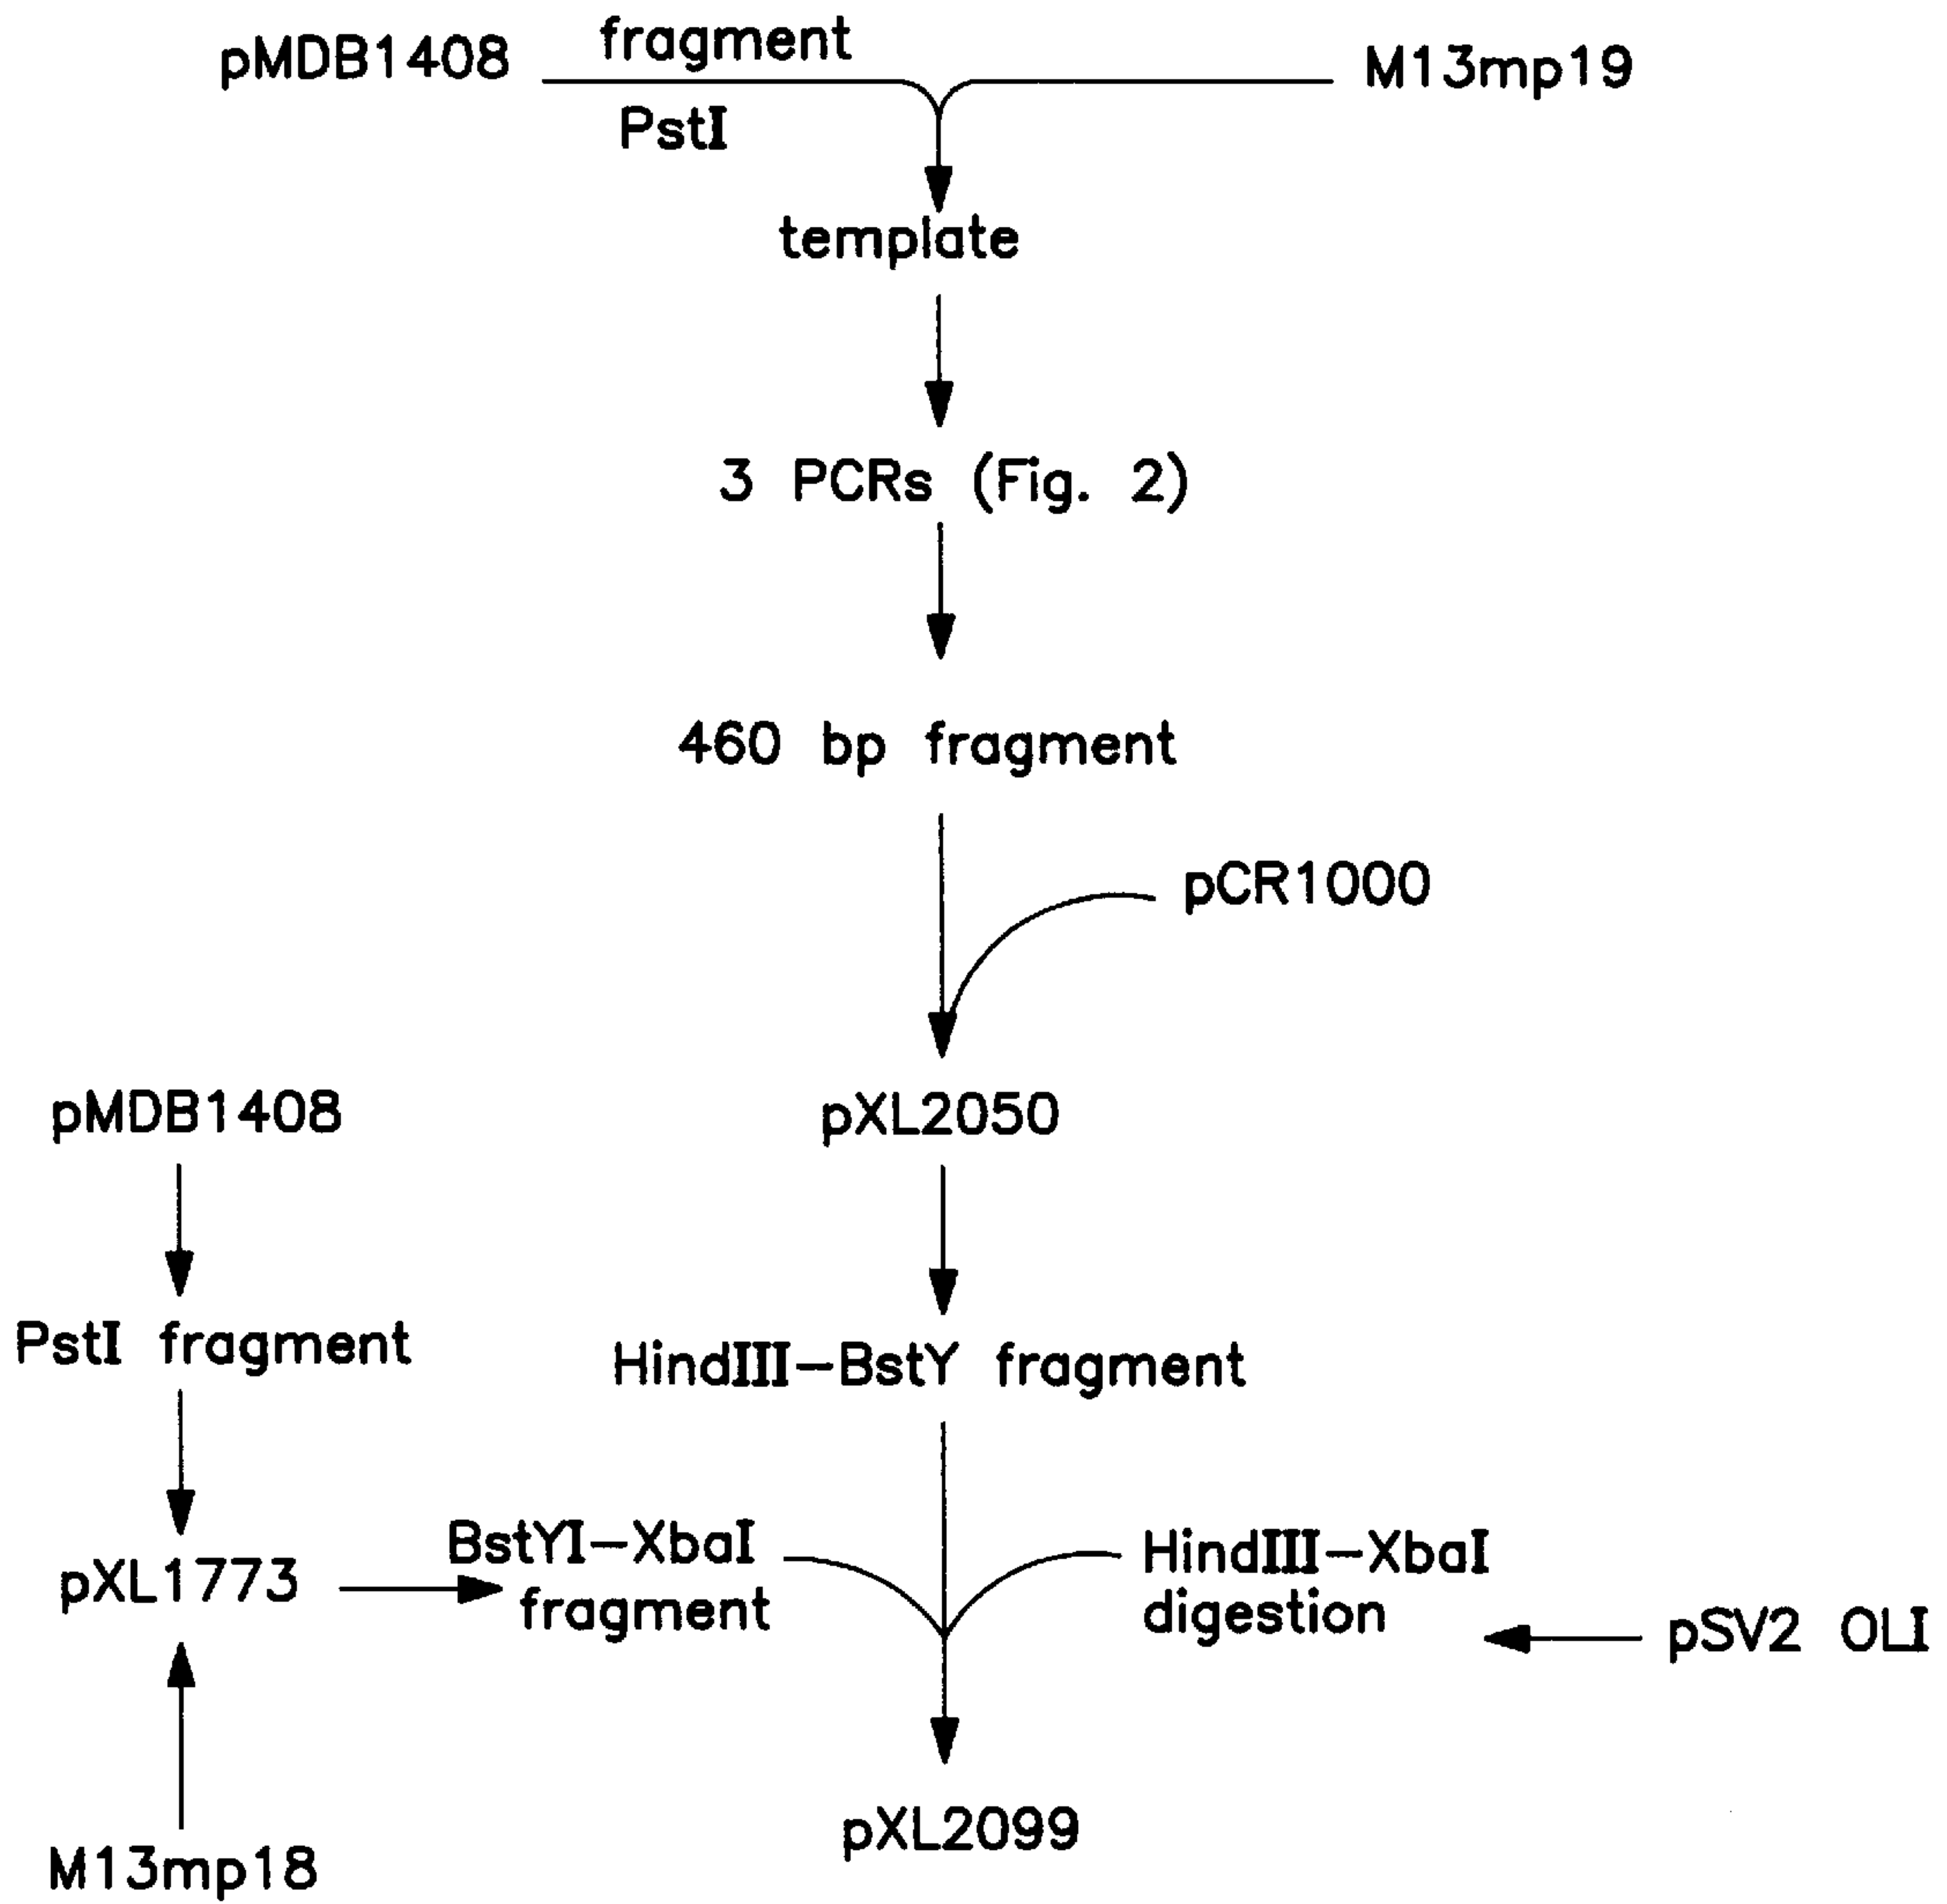 pMDB1408
fragment
PstI
M13mp19
template
3 PCRs (Fig. 2)
460 bp fragment
pCR1000
pMDB1408
pXL2050
PstI fragment
HindIII-BstY fragment
pXL1773
BstYI-XbaI
fragment
HindIII-XbaI
digestion
pSV2 OLI
M13mp18
pXL2099